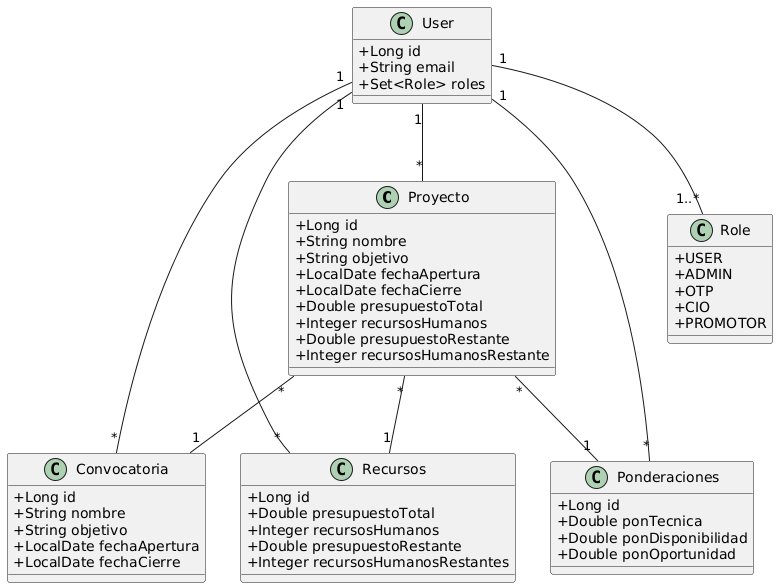 C User
+Long id
+String email
+Set<Role> roles
1
1
1
1
1
*
1..*
C Proyecto
+Long id
+String nombre
+String objetivo
+LocalDate fechaApertura
+LocalDate fechaCierre
+Double presupuestoTotal
+Integer recursosHumanos
+Double presupuestoRestante
+Integer recursosHumanosRestante
C Role
+USER
+ADMIN
+OTP
+CIO
+PROMOTOR
*
*
*
*
1
*
1
1
*
C Convocatoria
+Long id
+String nombre
+String objetivo
+LocalDate fechaApertura
+LocalDate fechaCierre
C Recursos
+Long id
+Double presupuestoTotal
+Integer recursosHumanos
+Double presupuestoRestante
+Integer recursosHumanosRestantes
C Ponderaciones
+Long id
+Double ponTecnica
+Double ponDisponibilidad
+Double ponOportunidad